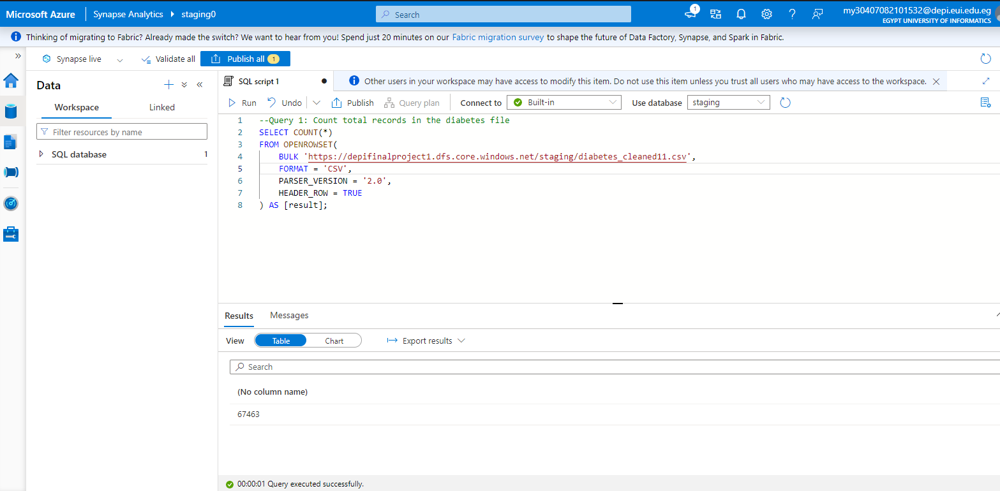 Microsoft Azure Synapse Analytics staging0 Search 1 my30407082101532@depi.eui.edu.eg
EGYPT UNIVERSITY OF INFORMATICS
Thinking of migrating to Fabric? Already made the switch? We want to hear from you! Spend just 20 minutes on our Fabric migration survey to shape the future of Data Factory, Synapse, and Spark in Fabric.
Synapse live Validate all Publish all 1
Data
Workspace Linked
Filter resources by name
SQL database 1
SQL script 1 Other users in your workspace may have access to modify this item. Do not use this item unless you trust all users who may have access to the workspace.
Run Undo Publish Query plan Connect to Built-in Use database staging
1 --Query 1: Count total records in the diabetes file
2 SELECT COUNT(*)
3 FROM OPENROWSET(
4 BULK 'https://depifinalproject1.dfs.core.windows.net/staging/diabetes_cleaned11.csv',
5 FORMAT = 'CSV',
6 PARSER_VERSION = '2.0',
7 HEADER_ROW = TRUE
8 ) AS [result];
Results Messages
View Table Chart Export results
Search
(No column name)
67463
00:00:01 Query executed successfully.